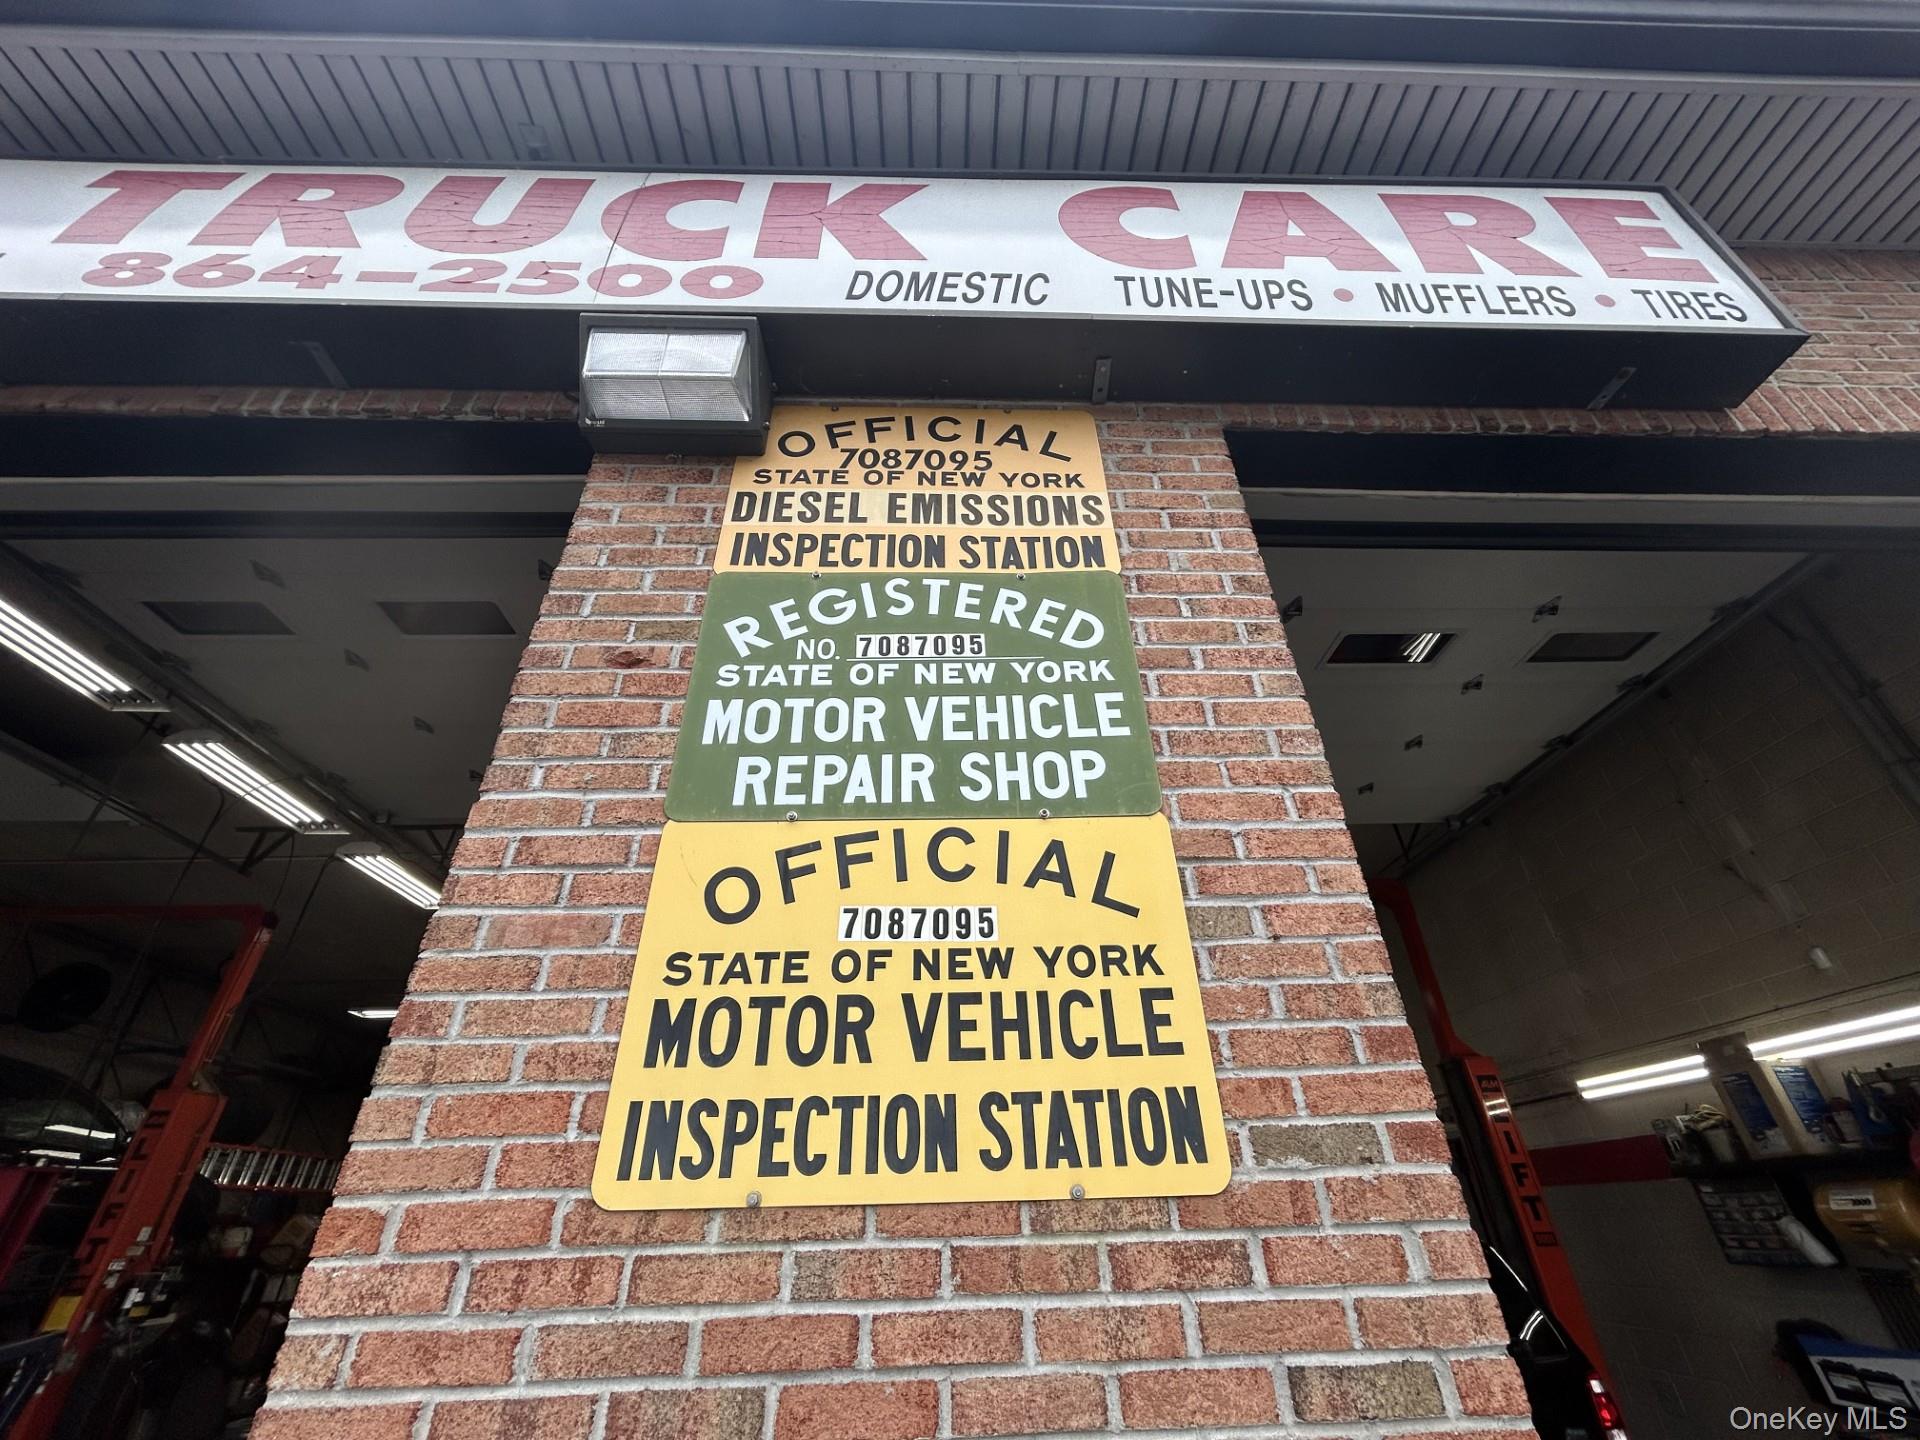 TRUCK CARE
864-2500 DOMESTIC TUNE-UPS • MUFFLERS • TIRES
OFFICIAL
7087095
STATE OF NEW YORK
DIESEL EMISSIONS
INSPECTION STATION
REGISTERED
NO. 7087095
STATE OF NEW YORK
MOTOR VEHICLE
REPAIR SHOP
OFFICIAL
7087095
STATE OF NEW YORK
MOTOR VEHICLE
INSPECTION STATION
OneKey MLS